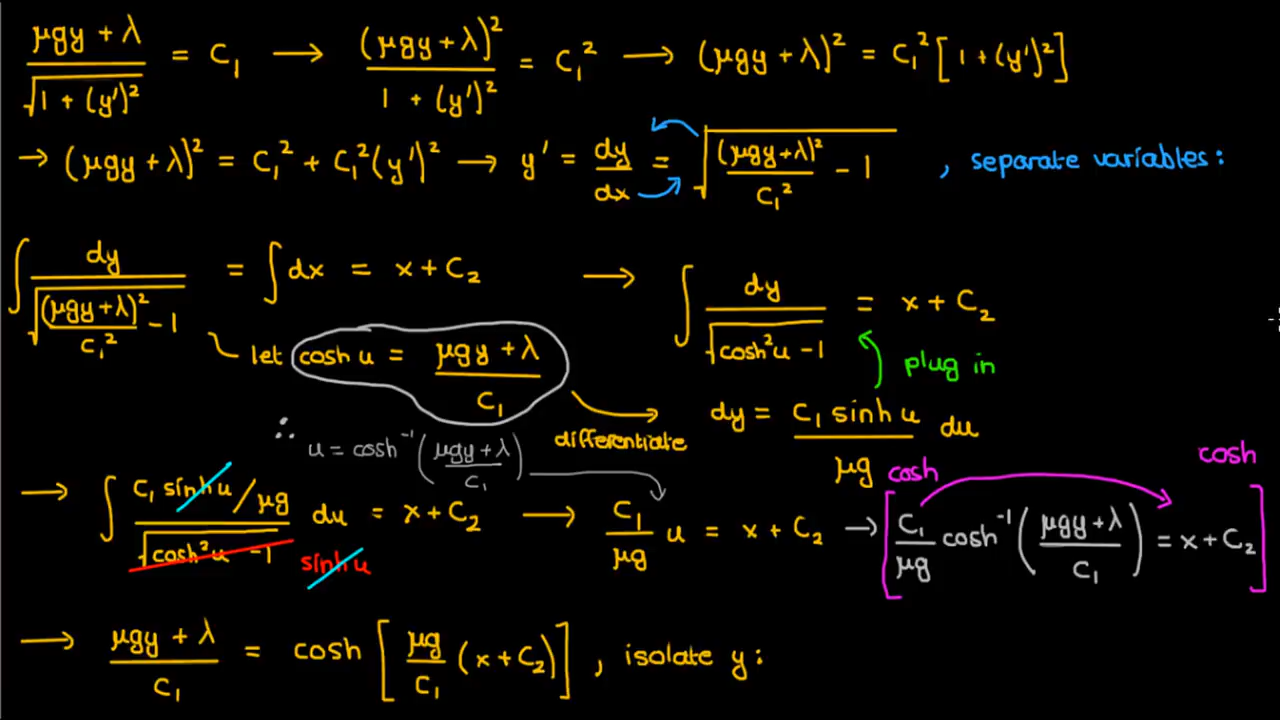 (μgy + λ) / √(1 + (y')²) = C₁ ⟶ (μgy + λ)² / (1 + (y')²) = C₁² ⟶ (μgy + λ)² = C₁² [1 + (y')²]
→ (μgy + λ)² = C₁² + C₁²(y')² ⟶ y' = dy/dx = √((μgy + λ)² / C₁² - 1) , separate variables:
∫ dy / √((μgy + λ)² / C₁² - 1) = ∫ dx = x + C₂ ⟶ ∫ dy / √(cosh²u - 1) = x + C₂
let cosh u = (μgy + λ) / C₁
plug in
differentiate
dy = (C₁ sinh u / μg) du
∴ u = cosh⁻¹((μgy + λ) / C₁)
cosh cosh
⟶ ∫ (C₁ sinh u / μg) / √(cosh²u - 1) du = x + C₂ ⟶ (C₁ / μg) u = x + C₂ → [(C₁ / μg) cosh⁻¹((μgy + λ) / C₁) = x + C₂]
sinh u
⟶ (μgy + λ) / C₁ = cosh [(μg / C₁) (x + C₂)] , isolate y: